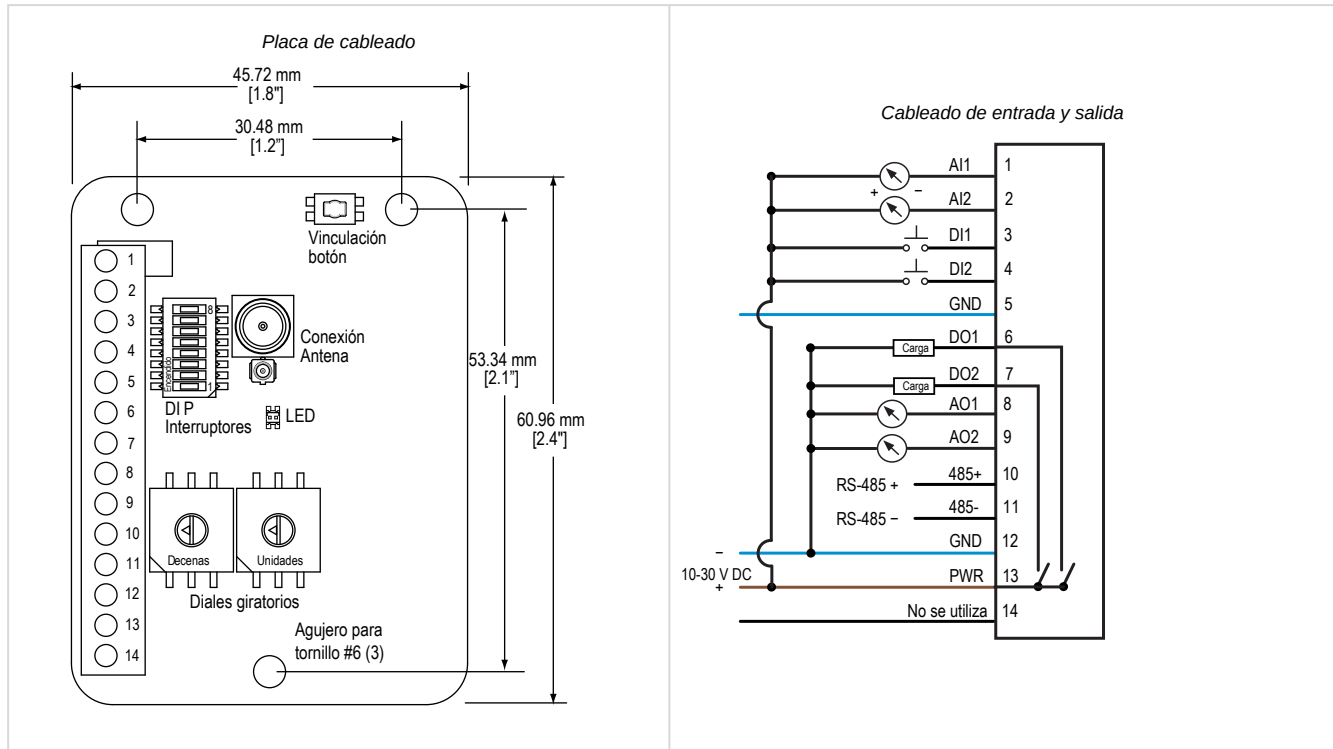 Placa de cableado
45.72 mm
[1.8"]
30.48 mm
[1.2"]
Vinculación
botón
1
2
3
4
5
6
7
8
9
10
11
12
13
14
8
Encendido
1
DI P
Interruptores
Conexión
Antena
LED
53.34 mm
[2.1"]
60.96 mm
[2.4"]
Decenas
Unidades
Diales giratorios
Agujero para
tornillo #6 (3)
Cableado de entrada y salida
AI1 1
+ −
AI2 2
DI1 3
DI2 4
GND 5
DO1 6
Carga
DO2 7
Carga
AO1 8
AO2 9
RS-485 + 485+ 10
RS-485 − 485- 11
− GND 12
10-30 V DC
+ PWR 13
No se utiliza 14